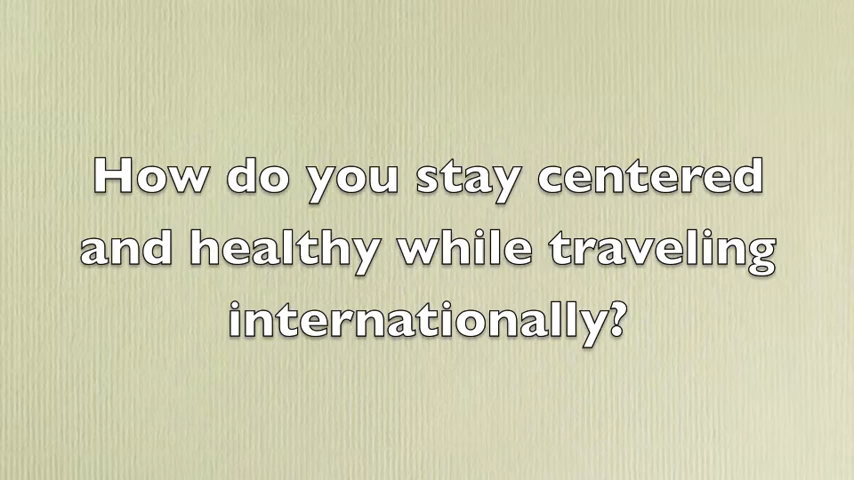 How do you stay centered
and healthy while traveling
internationally?